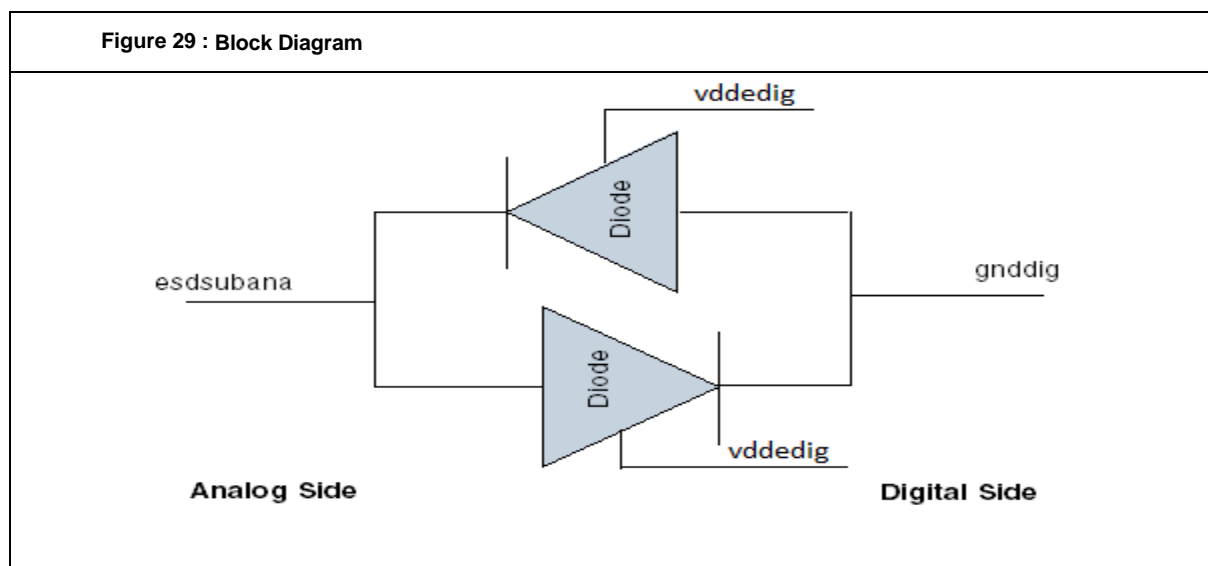 Figure 29 : Block Diagram
vddedig
Diode
esdsubana
gnddig
Diode
vddedig
Analog Side
Digital Side